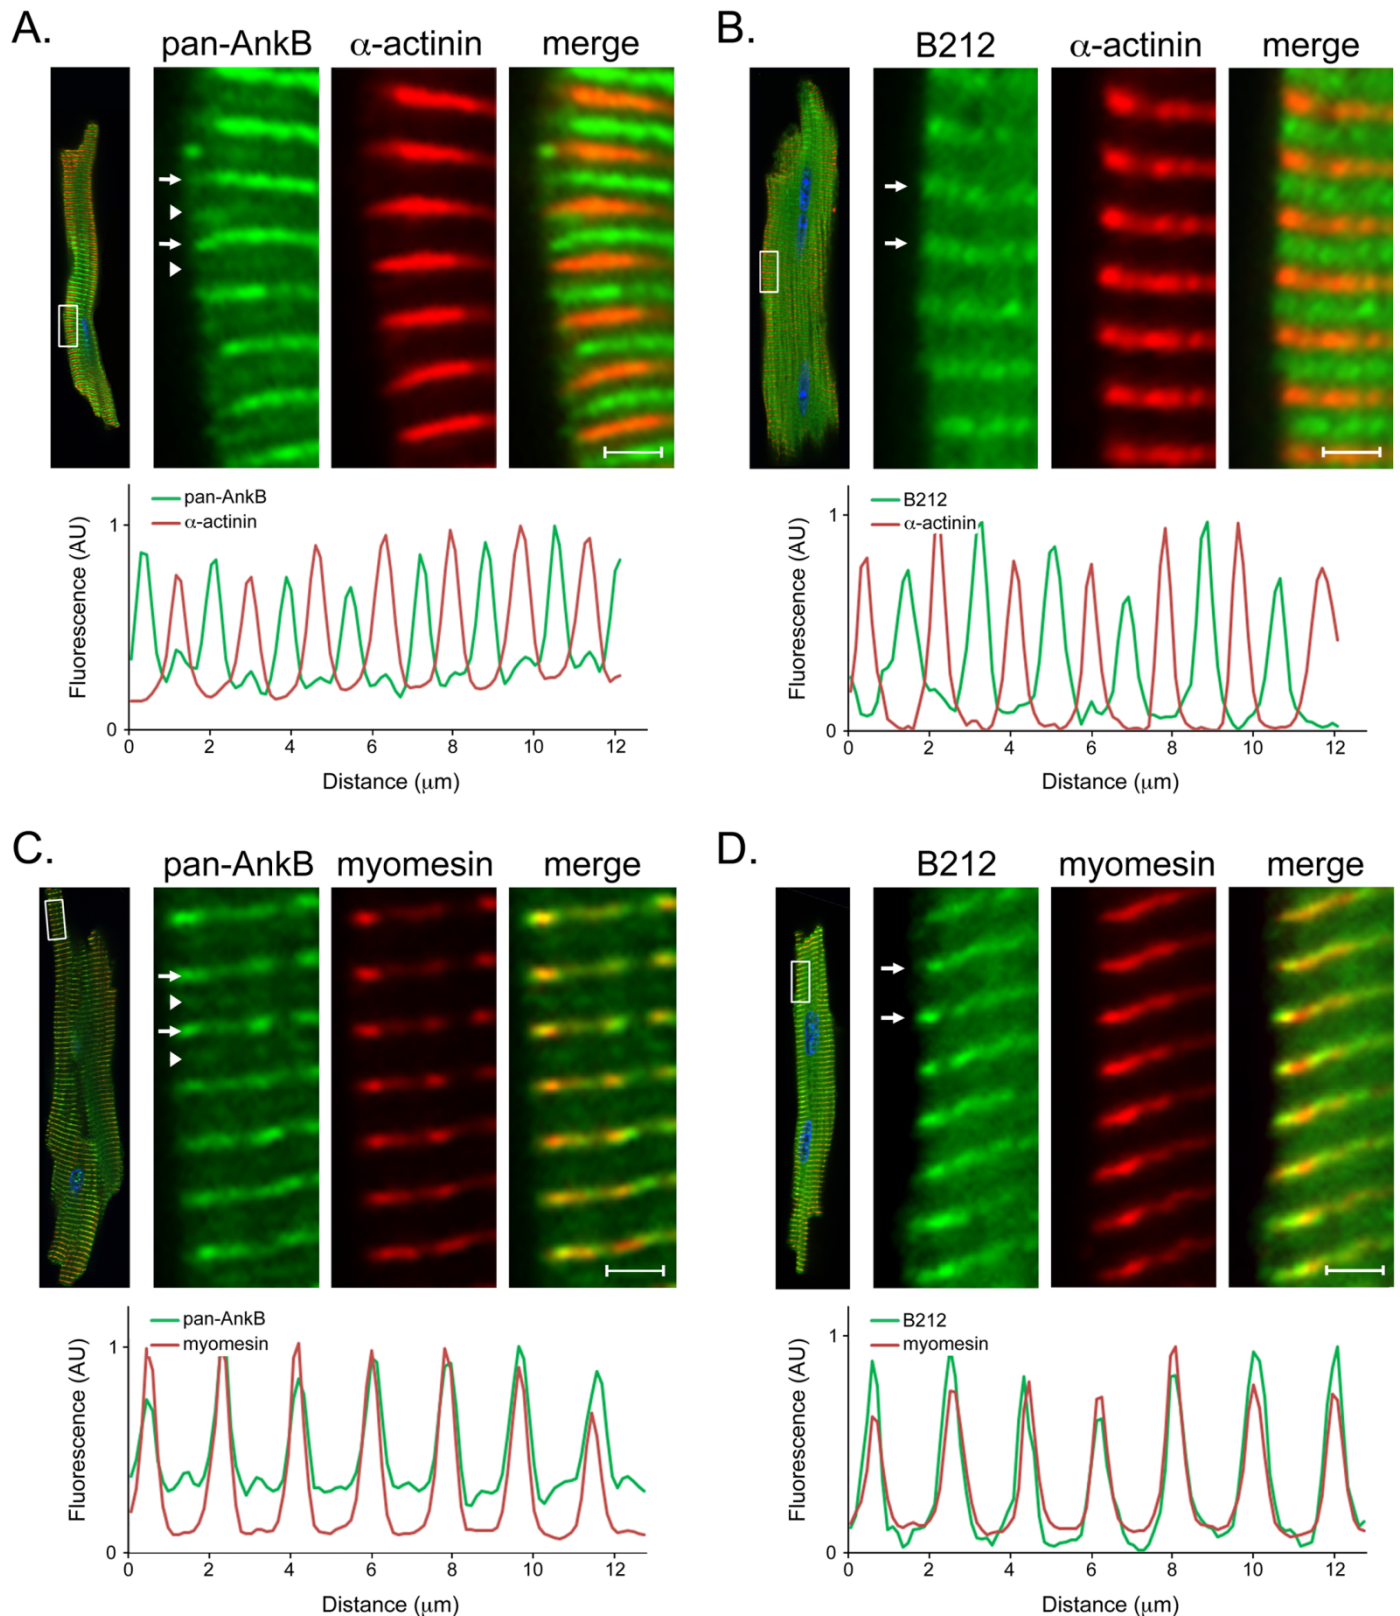 A.
pan-AnkB α-actinin merge
pan-AnkB
α-actinin
Fluorescence (AU)
1
0
0 2 4 6 8 10 12
Distance (μm)
B.
B212 α-actinin merge
B212
α-actinin
Fluorescence (AU)
1
0
0 2 4 6 8 10 12
Distance (μm)
C.
pan-AnkB myomesin merge
pan-AnkB
myomesin
Fluorescence (AU)
1
0
0 2 4 6 8 10 12
Distance (μm)
D.
B212 myomesin merge
B212
myomesin
Fluorescence (AU)
1
0
0 2 4 6 8 10 12
Distance (μm)